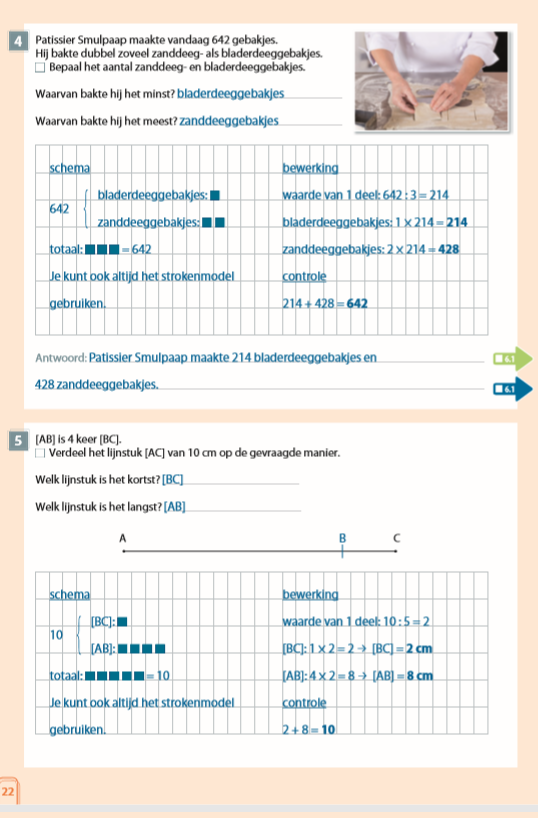 4
Patissier Smulpaap maakte vandaag 642 gebakjes.
Hij bakte dubbel zoveel zanddeeg- als bladerdeeggebakjes.
Bepaal het aantal zanddeeg- en bladerdeeggebakjes.
Waarvan bakte hij het minst? bladerdeeggebakjes
Waarvan bakte hij het meest? zanddeeggebakjes
schema
642
bladerdeeggebakjes:
zanddeeggebakjes:
totaal: = 642
Je kunt ook altijd het strokenmodel
gebruiken.
bewerking
waarde van 1 deel: 642 : 3 = 214
bladerdeeggebakjes: 1 × 214 = 214
zanddeeggebakjes: 2 × 214 = 428
controle
214 + 428 = 642
Antwoord: Patissier Smulpaap maakte 214 bladerdeeggebakjes en
6.1
428 zanddeeggebakjes.
6.1
5
[AB] is 4 keer [BC].
Verdeel het lijnstuk [AC] van 10 cm op de gevraagde manier.
Welk lijnstuk is het kortst? [BC]
Welk lijnstuk is het langst? [AB]
A B C
schema
10
[BC]:
[AB]:
totaal: = 10
Je kunt ook altijd het strokenmodel
gebruiken.
bewerking
waarde van 1 deel: 10 : 5 = 2
[BC]: 1 × 2 = 2 → [BC] = 2 cm
[AB]: 4 × 2 = 8 → [AB] = 8 cm
controle
2 + 8 = 10
22